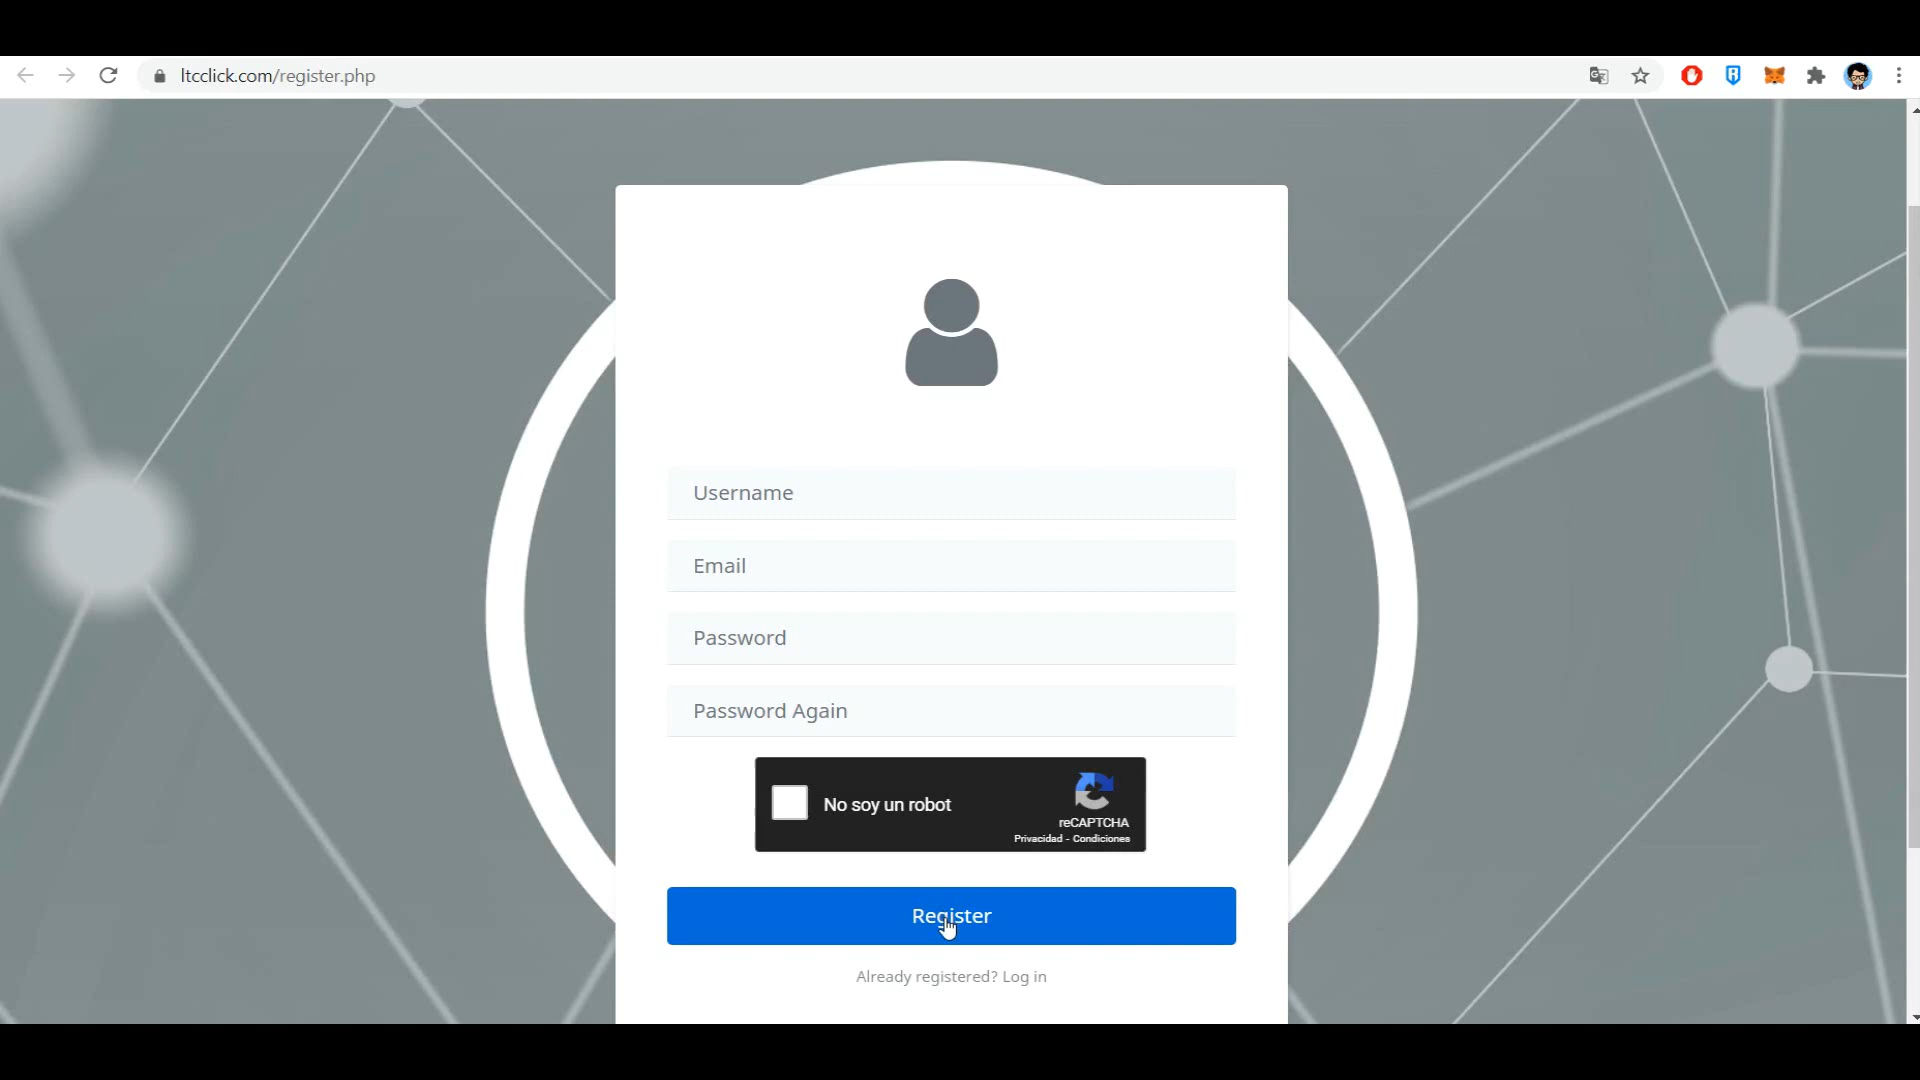 ltcclick.com/register.php
Username
Email
Password
Password Again
No soy un robot
reCAPTCHA
Privacidad - Condiciones
Register
Already registered? Log in